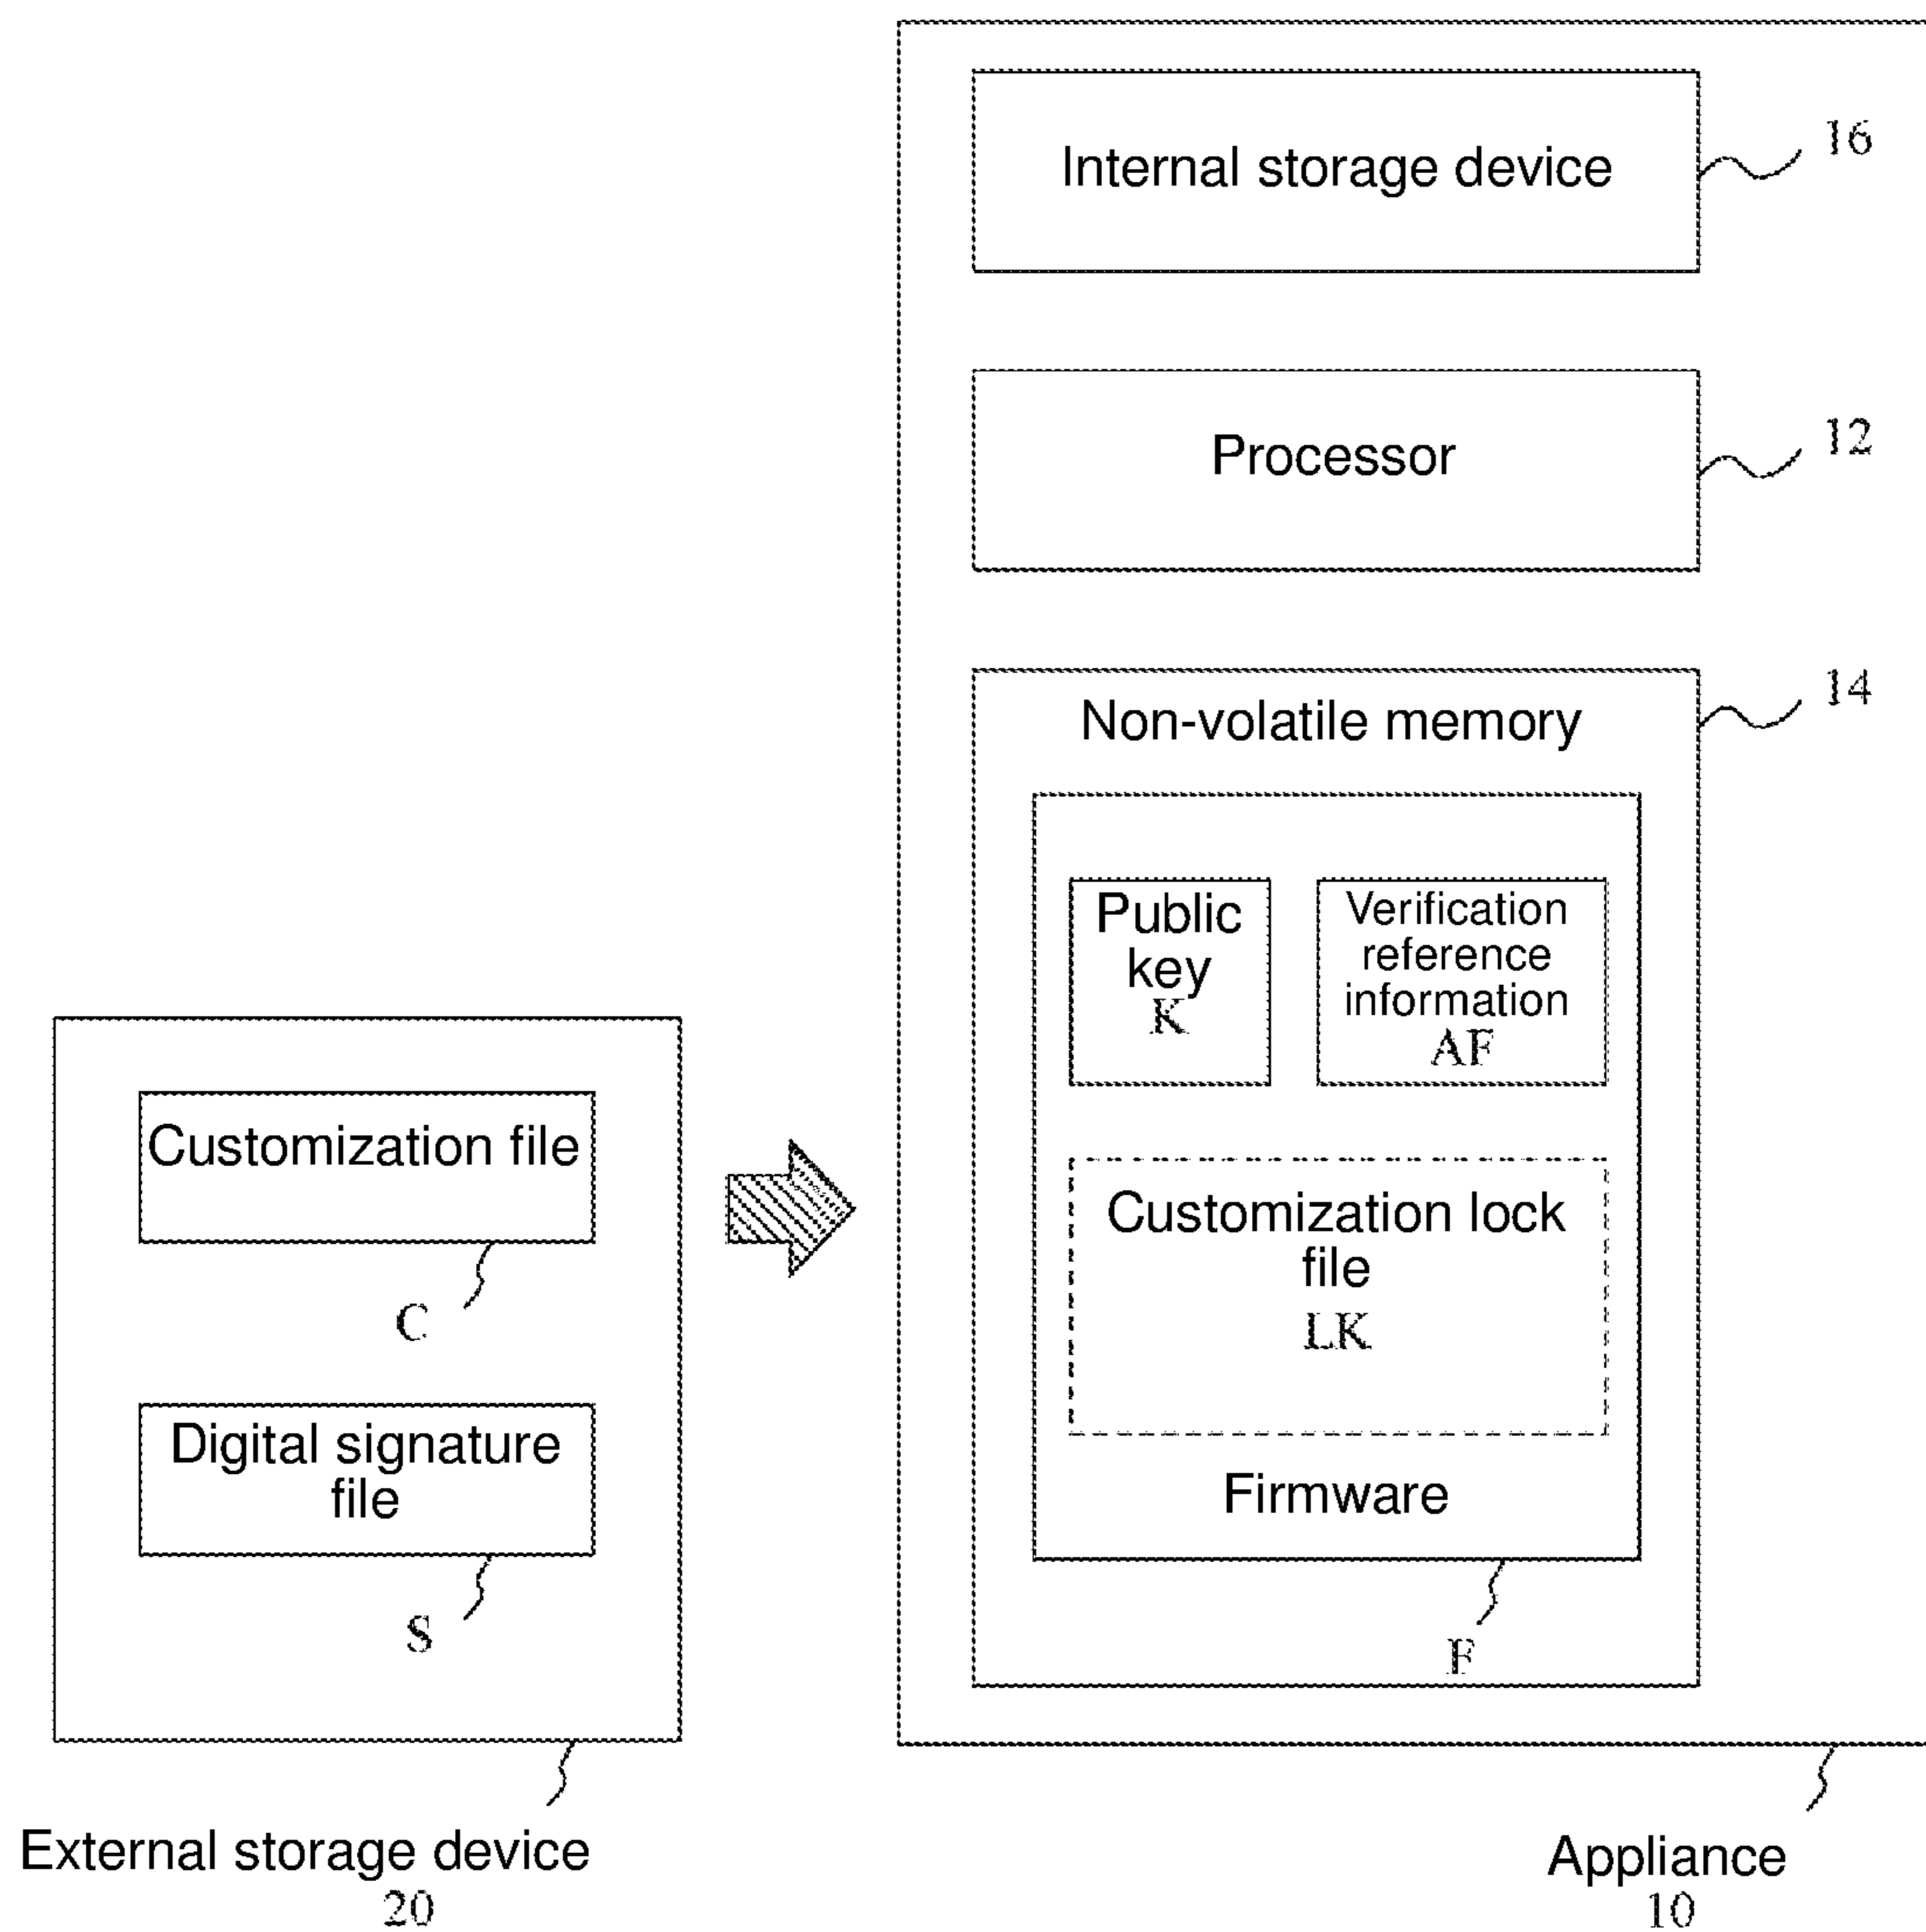 Internal storage device
16
Processor
12
Non-volatile memory
14
Public
key
K
Verification
reference
information
AF
Customization lock
file
LK
Firmware
F
Customization file
C
Digital signature
file
S
External storage device
20
Appliance
10